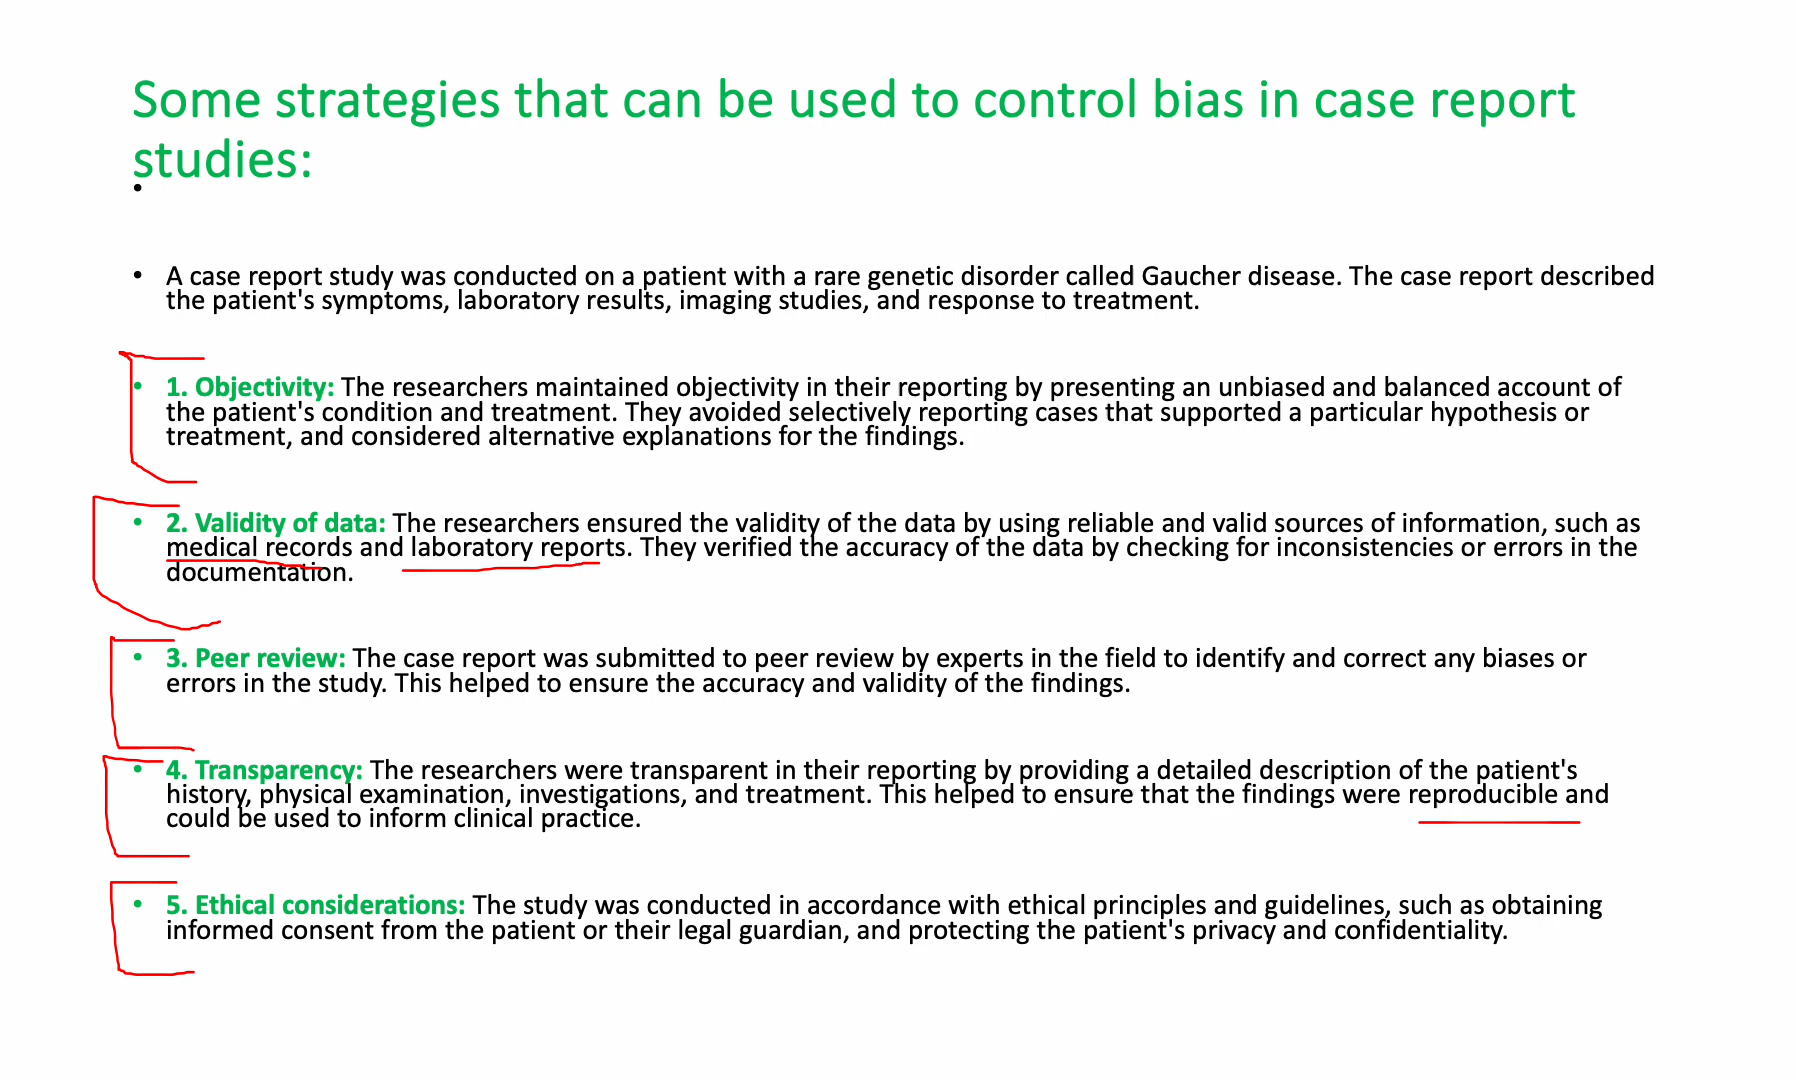 Some strategies that can be used to control bias in case report
studies:
•
• A case report study was conducted on a patient with a rare genetic disorder called Gaucher disease. The case report described
the patient's symptoms, laboratory results, imaging studies, and response to treatment.
• 1. Objectivity: The researchers maintained objectivity in their reporting by presenting an unbiased and balanced account of
the patient's condition and treatment. They avoided selectively reporting cases that supported a particular hypothesis or
treatment, and considered alternative explanations for the findings.
• 2. Validity of data: The researchers ensured the validity of the data by using reliable and valid sources of information, such as
medical records and laboratory reports. They verified the accuracy of the data by checking for inconsistencies or errors in the
documentation.
• 3. Peer review: The case report was submitted to peer review by experts in the field to identify and correct any biases or
errors in the study. This helped to ensure the accuracy and validity of the findings.
• 4. Transparency: The researchers were transparent in their reporting by providing a detailed description of the patient's
history, physical examination, investigations, and treatment. This helped to ensure that the findings were reproducible and
could be used to inform clinical practice.
• 5. Ethical considerations: The study was conducted in accordance with ethical principles and guidelines, such as obtaining
informed consent from the patient or their legal guardian, and protecting the patient's privacy and confidentiality.